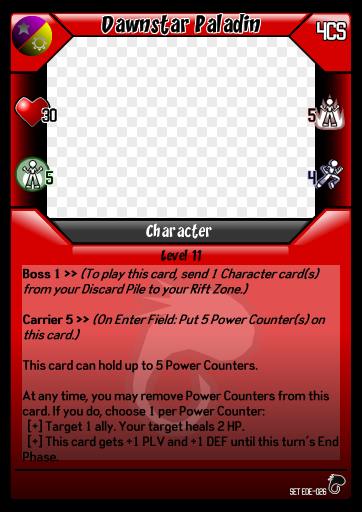 Dawnstar Paladin
4CS
30
5
5
4
Character
Level 11
Boss 1 >> (To play this card, send 1 Character card(s)
from your Discard Pile to your Rift Zone.)
Carrier 5 >> (On Enter Field: Put 5 Power Counter(s) on
this card.)
This card can hold up to 5 Power Counters.
At any time, you may remove Power Counters from this
card. If you do, choose 1 per Power Counter:
[+] Target 1 ally. Your target heals 2 HP.
[+] This card gets +1 PLV and +1 DEF until this turn's End
Phase.
SET EOE-026